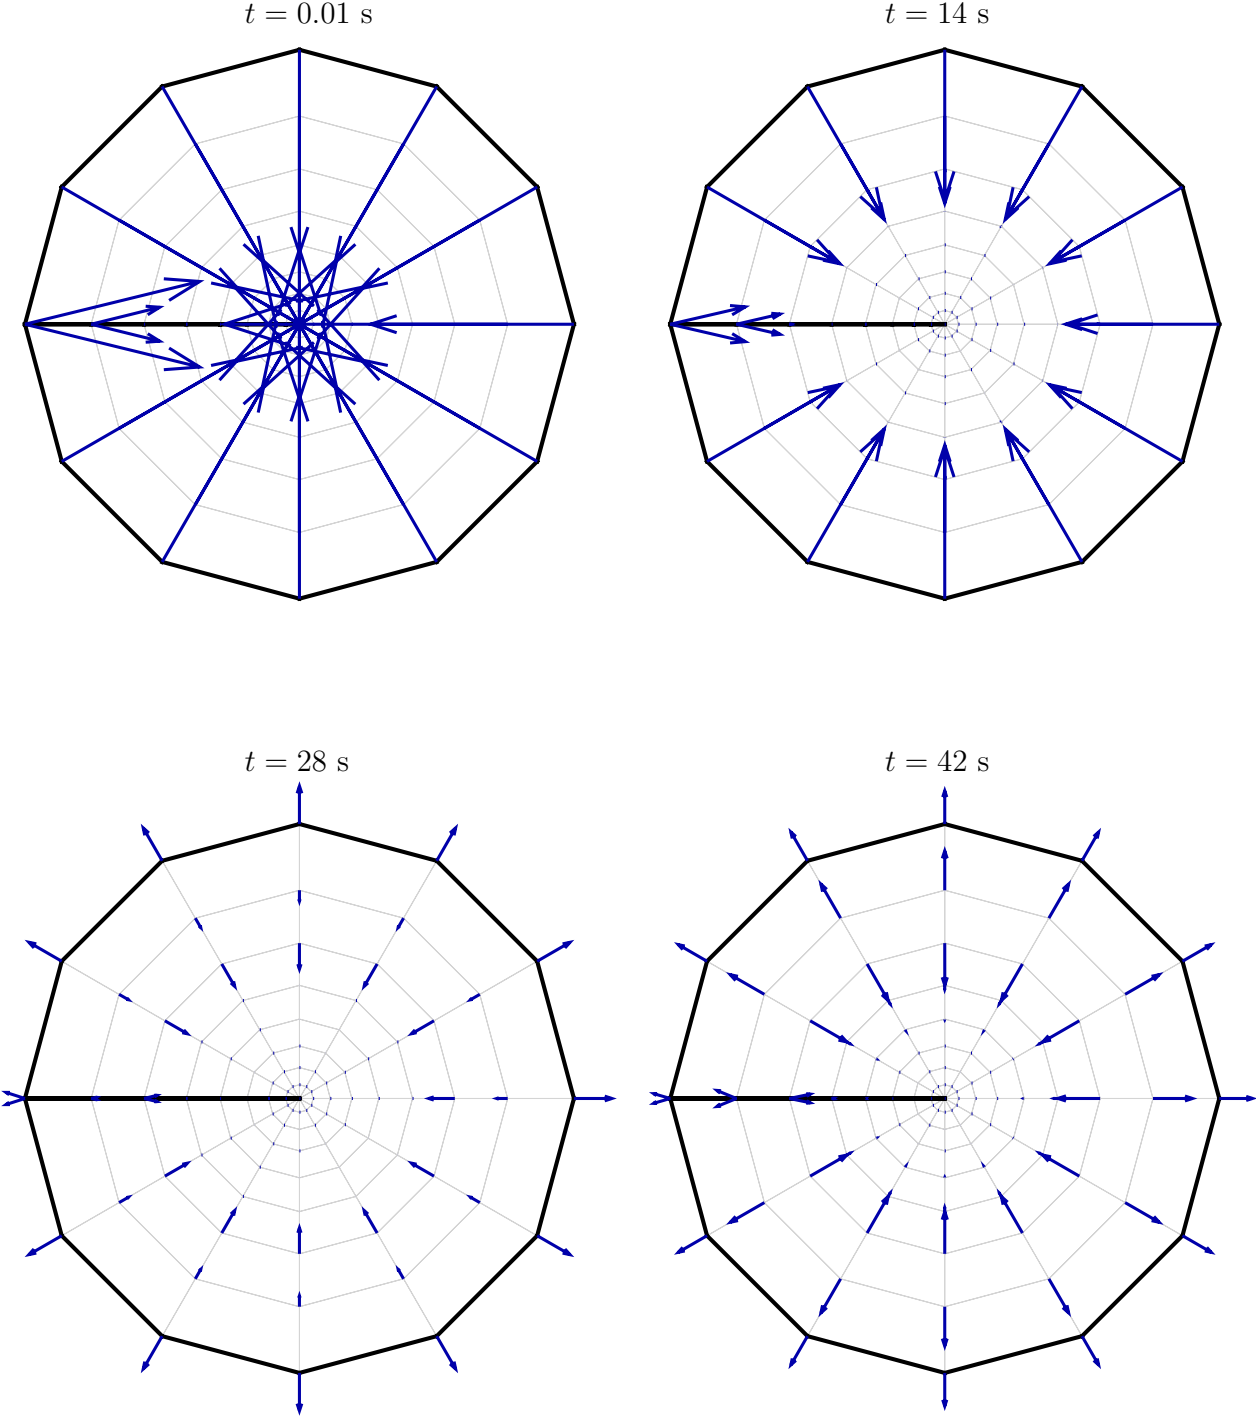 t = 0.01 s
t = 14 s
t = 28 s
t = 42 s